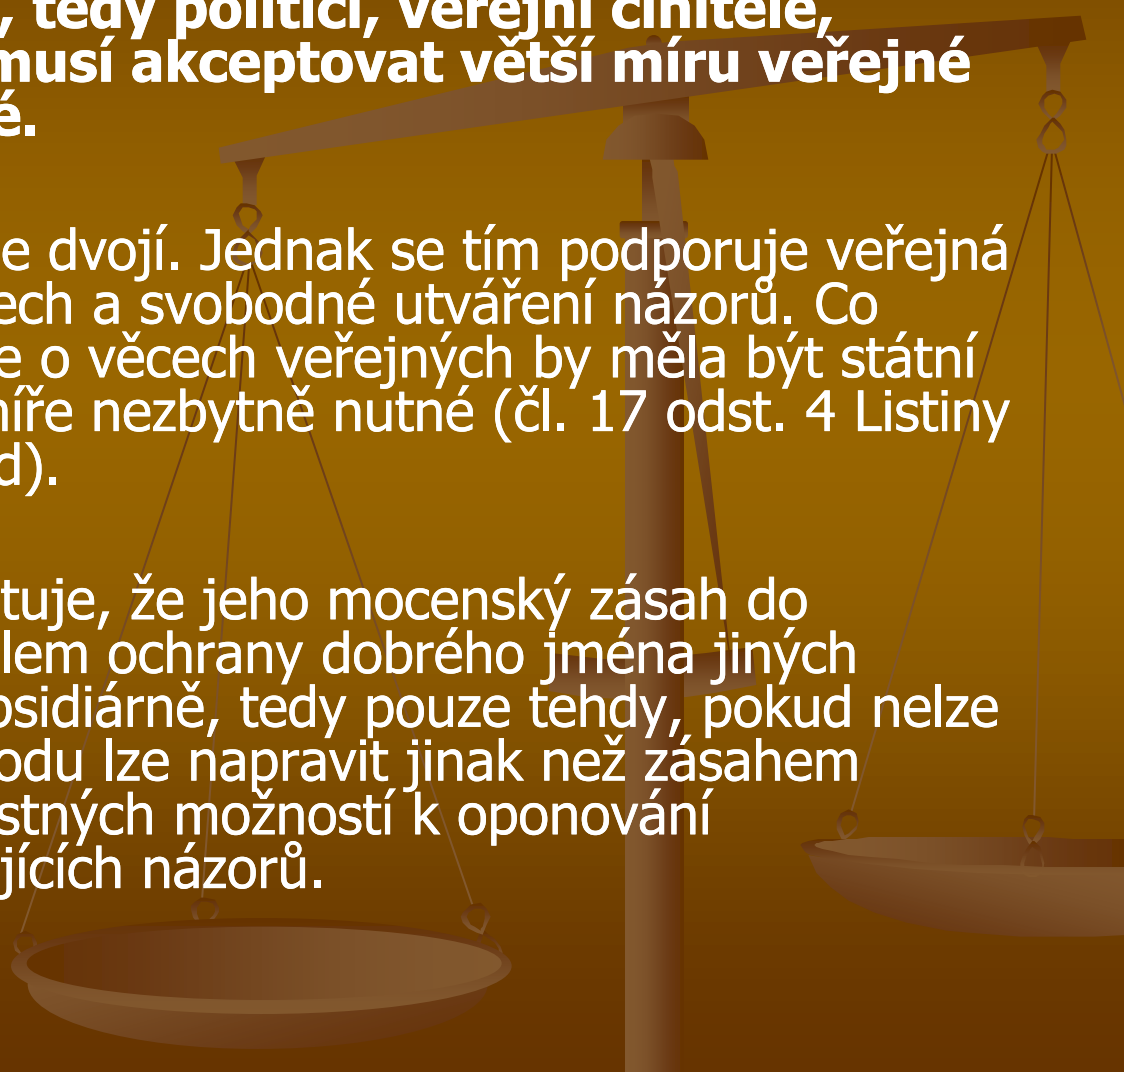 , tedy politici, veřejní činitelé,
musí akceptovat větší míru veřejné
é.
e dvojí. Jednak se tím podporuje veřejná
ech a svobodné utváření názorů. Co
e o věcech veřejných by měla být státní
míře nezbytně nutné (čl. 17 odst. 4 Listiny
d).
tuje, že jeho mocenský zásah do
lem ochrany dobrého jména jiných
bsidiárně, tedy pouze tehdy, pokud nelze
odu lze napravit jinak než zásahem
stných možností k oponování
jících názorů.